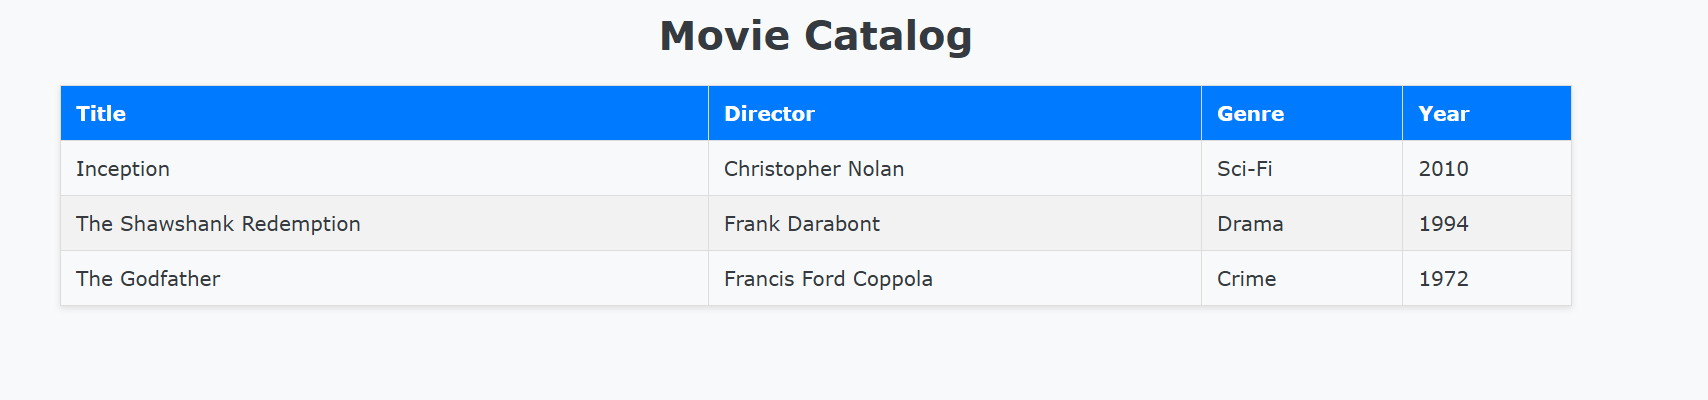 Movie Catalog
Title Director Genre Year
Inception Christopher Nolan Sci-Fi 2010
The Shawshank Redemption Frank Darabont Drama 1994
The Godfather Francis Ford Coppola Crime 1972